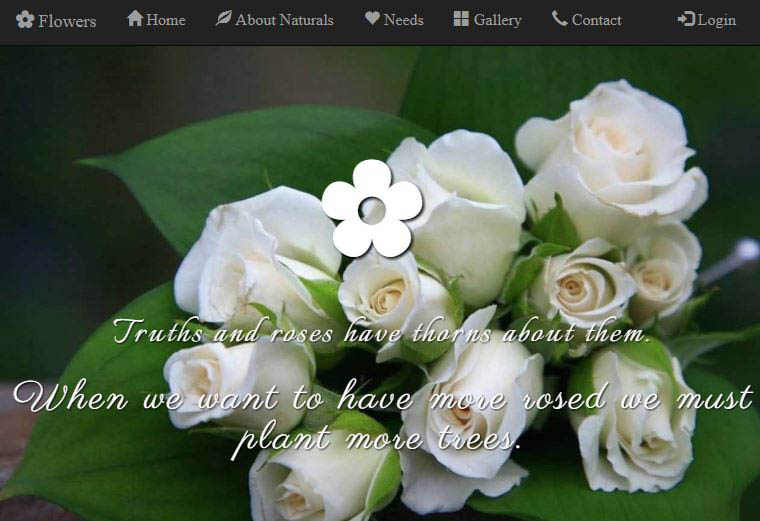 Flowers Home About Naturals Needs Gallery Contact Login
Truths and roses have thorns about them.
When we want to have more rosed we must
plant more trees.